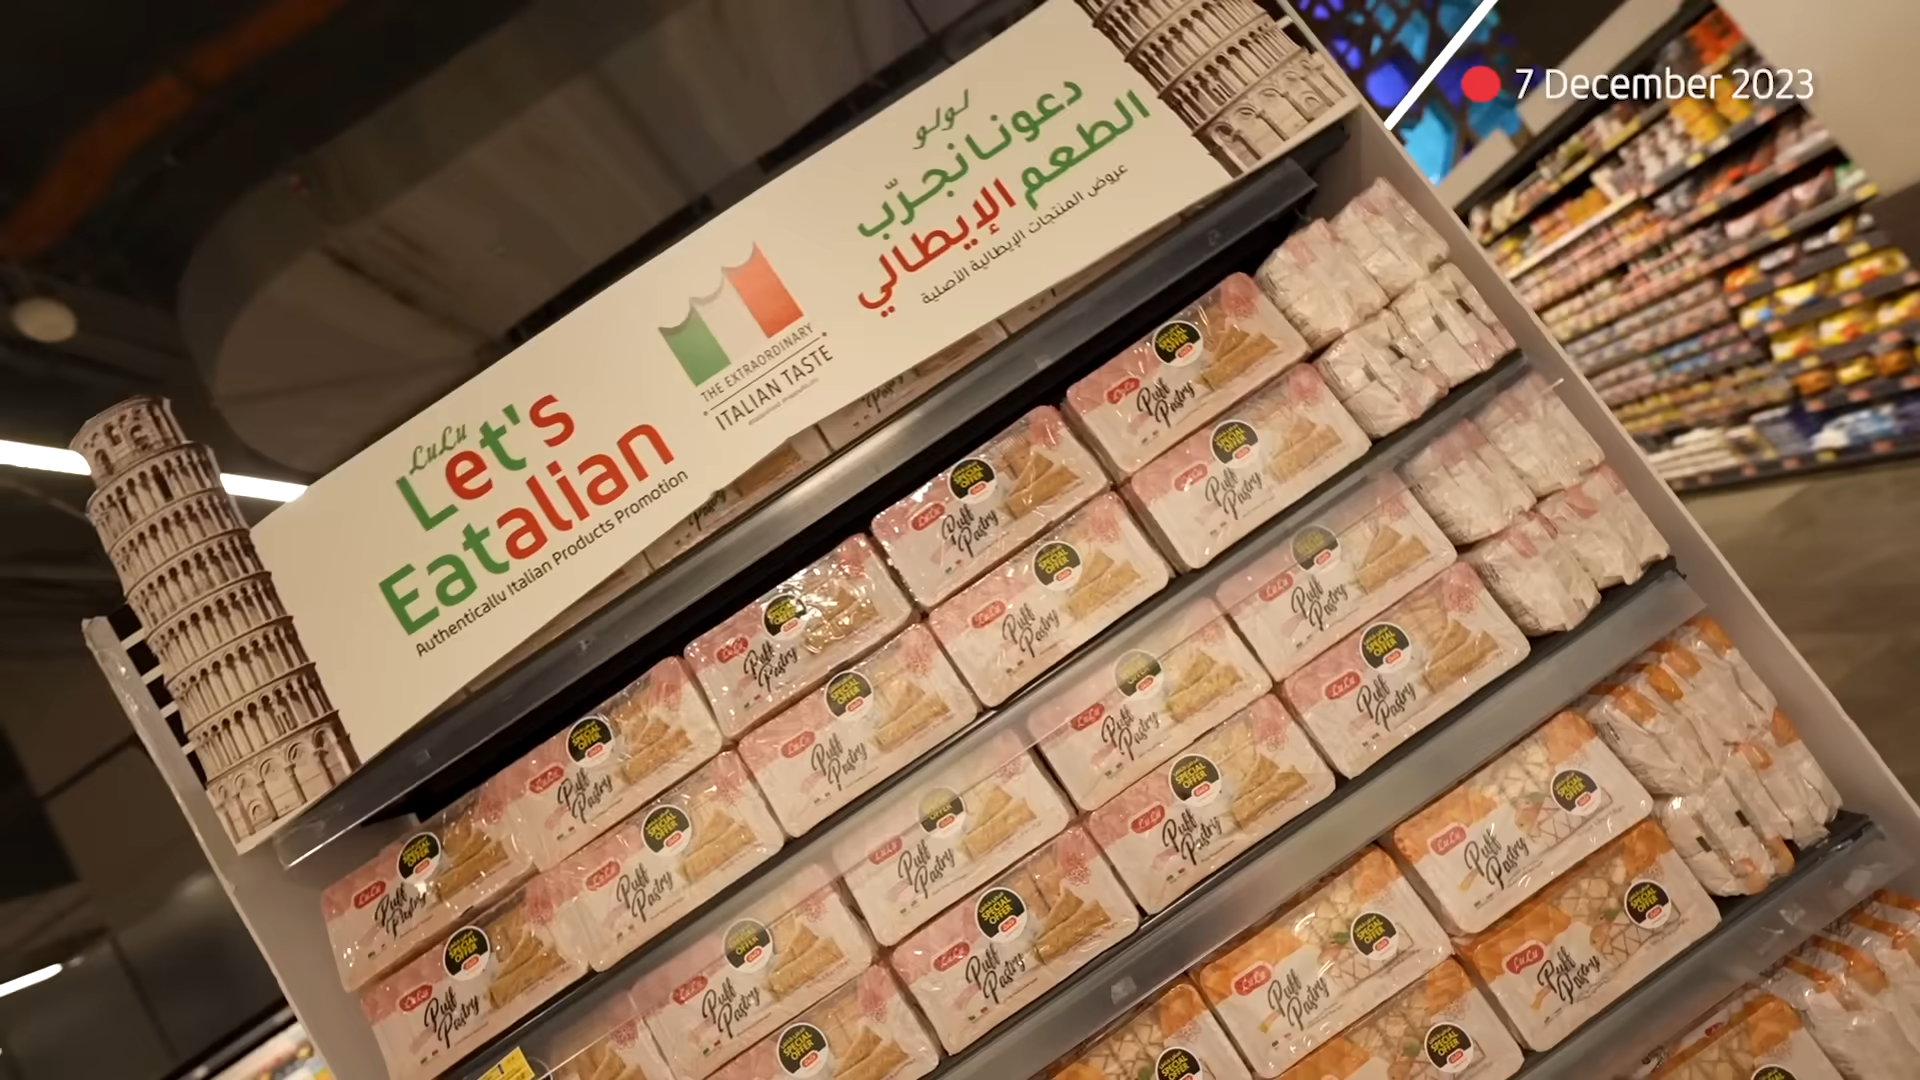 7 December 2023
LuLu
Let's
Eatalian
Authentically Italian Products Promotion
THE EXTRAORDINARY
ITALIAN TASTE
لولو
دعونا نجرّب
الطعم الإيطالي
عروض المنتجات الإيطالية الأصلية
LuLu
Puff
Pastry
SPECIAL
OFFER